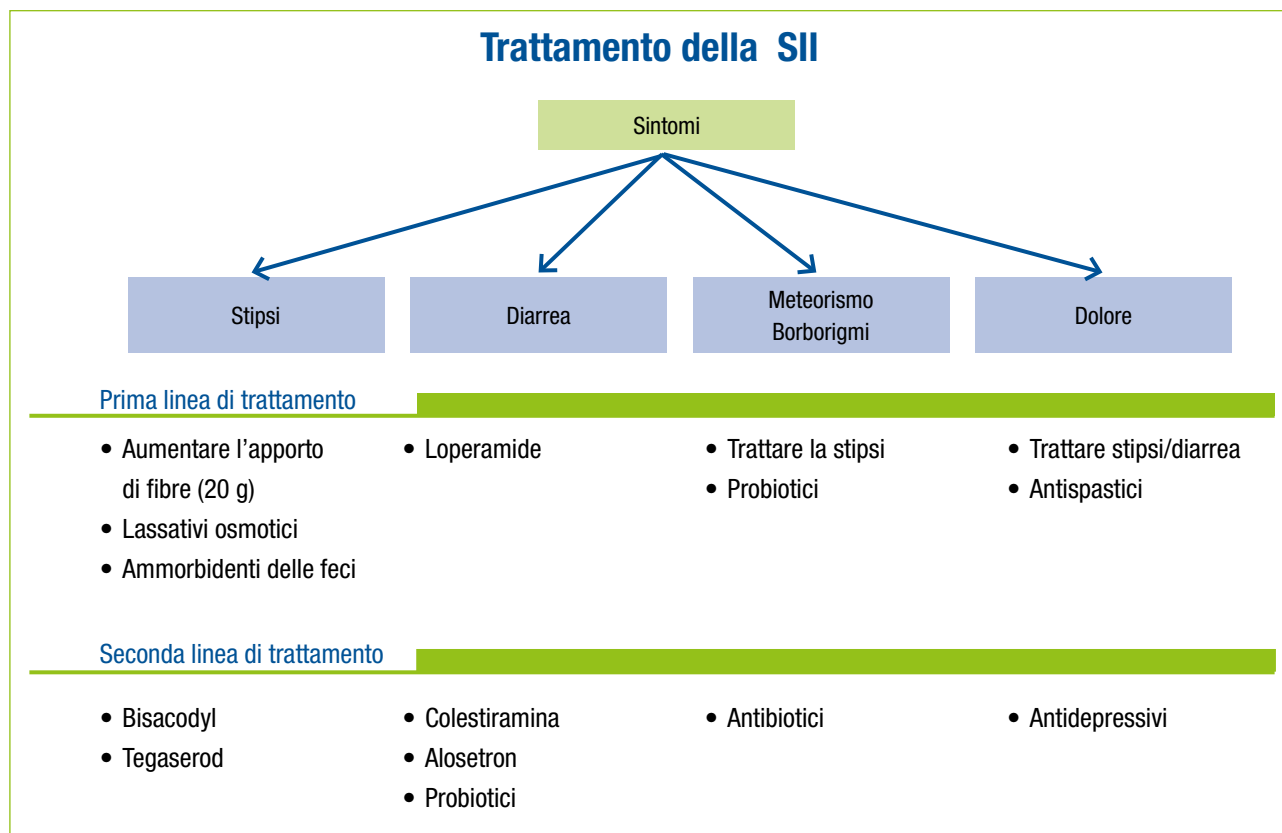 Trattamento della SII
Sintomi
Stipsi
Diarrea
Meteorismo
Borborigmi
Dolore
Prima linea di trattamento
• Aumentare l'apporto
di fibre (20 g)
• Lassativi osmotici
• Ammorbidenti delle feci
• Loperamide
• Trattare la stipsi
• Probiotici
• Trattare stipsi/diarrea
• Antispastici
Seconda linea di trattamento
• Bisacodyl
• Tegaserod
• Colestiramina
• Alosetron
• Probiotici
• Antibiotici
• Antidepressivi